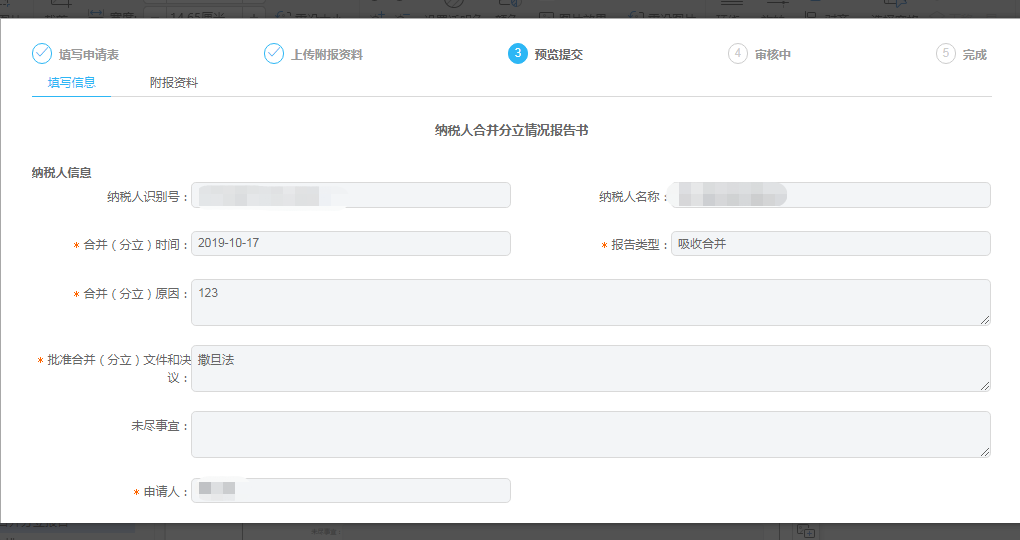 填写申请表
上传附报资料
3 预览提交
4 审核中
5 完成
填写信息 附报资料
纳税人合并分立情况报告书
纳税人信息
纳税人识别号：
纳税人名称：
* 合并（分立）时间： 2019-10-17
* 报告类型： 吸收合并
* 合并（分立）原因： 123
* 批准合并（分立）文件和决
议： 撒旦法
未尽事宜：
* 申请人：